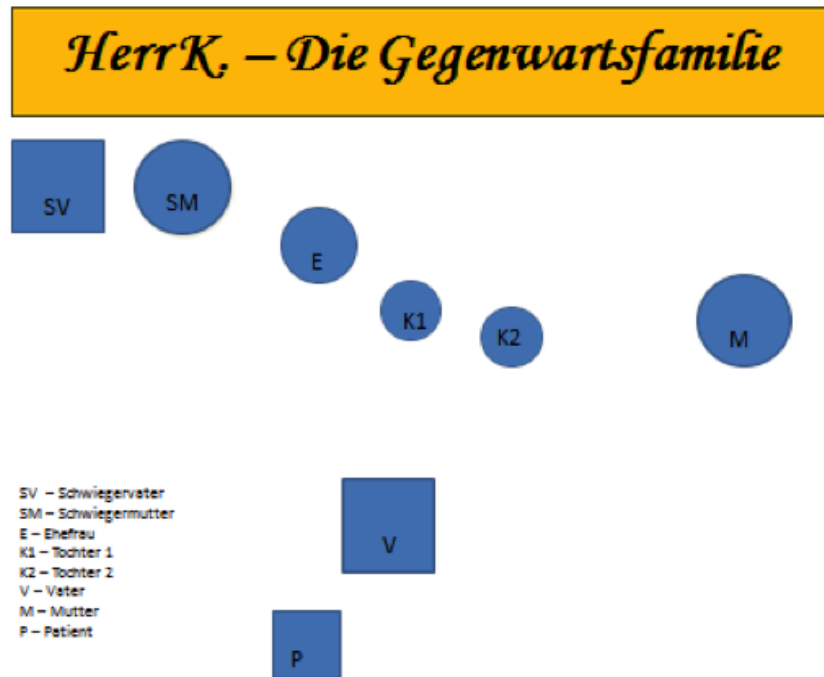 Herr K. – Die Gegenwartsfamilie
SV
SM
E
K1
K2
M
SV – Schwiegervater
SM – Schwiegermutter
E – Ehefrau
K1 – Tochter 1
K2 – Tochter 2
V – Vater
M – Mutter
P – Patient
V
P